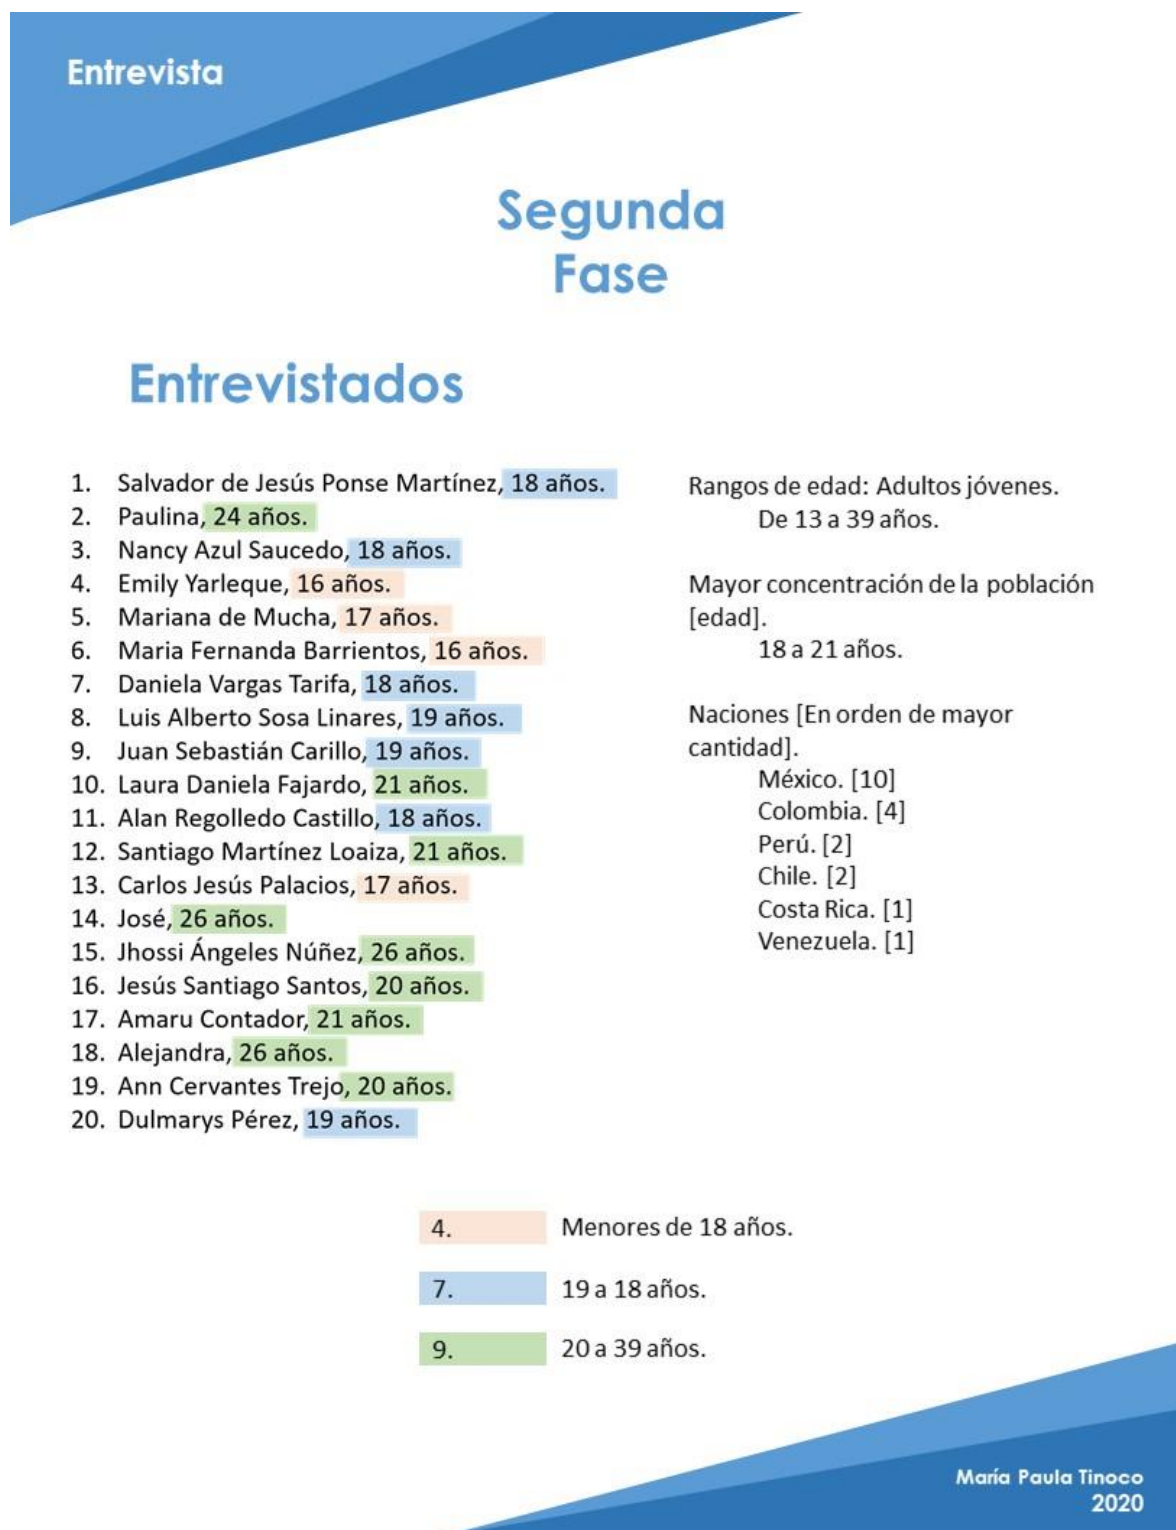 Entrevista
Segunda
Fase
Entrevistados
1. Salvador de Jesús Ponse Martínez, 18 años.
2. Paulina, 24 años.
3. Nancy Azul Saucedo, 18 años.
4. Emily Yarleque, 16 años.
5. Mariana de Mucha, 17 años.
6. Maria Fernanda Barrientos, 16 años.
7. Daniela Vargas Tarifa, 18 años.
8. Luis Alberto Sosa Linares, 19 años.
9. Juan Sebastián Carillo, 19 años.
10. Laura Daniela Fajardo, 21 años.
11. Alan Regolledo Castillo, 18 años.
12. Santiago Martínez Loaiza, 21 años.
13. Carlos Jesús Palacios, 17 años.
14. José, 26 años.
15. Jhossi Ángeles Núñez, 26 años.
16. Jesús Santiago Santos, 20 años.
17. Amaru Contador, 21 años.
18. Alejandra, 26 años.
19. Ann Cervantes Trejo, 20 años.
20. Dulmarys Pérez, 19 años.
Rangos de edad: Adultos jóvenes.
De 13 a 39 años.
Mayor concentración de la población
[edad].
18 a 21 años.
Naciones [En orden de mayor
cantidad].
México. [10]
Colombia. [4]
Perú. [2]
Chile. [2]
Costa Rica. [1]
Venezuela. [1]
4. Menores de 18 años.
7. 19 a 18 años.
9. 20 a 39 años.
María Paula Tinoco
2020